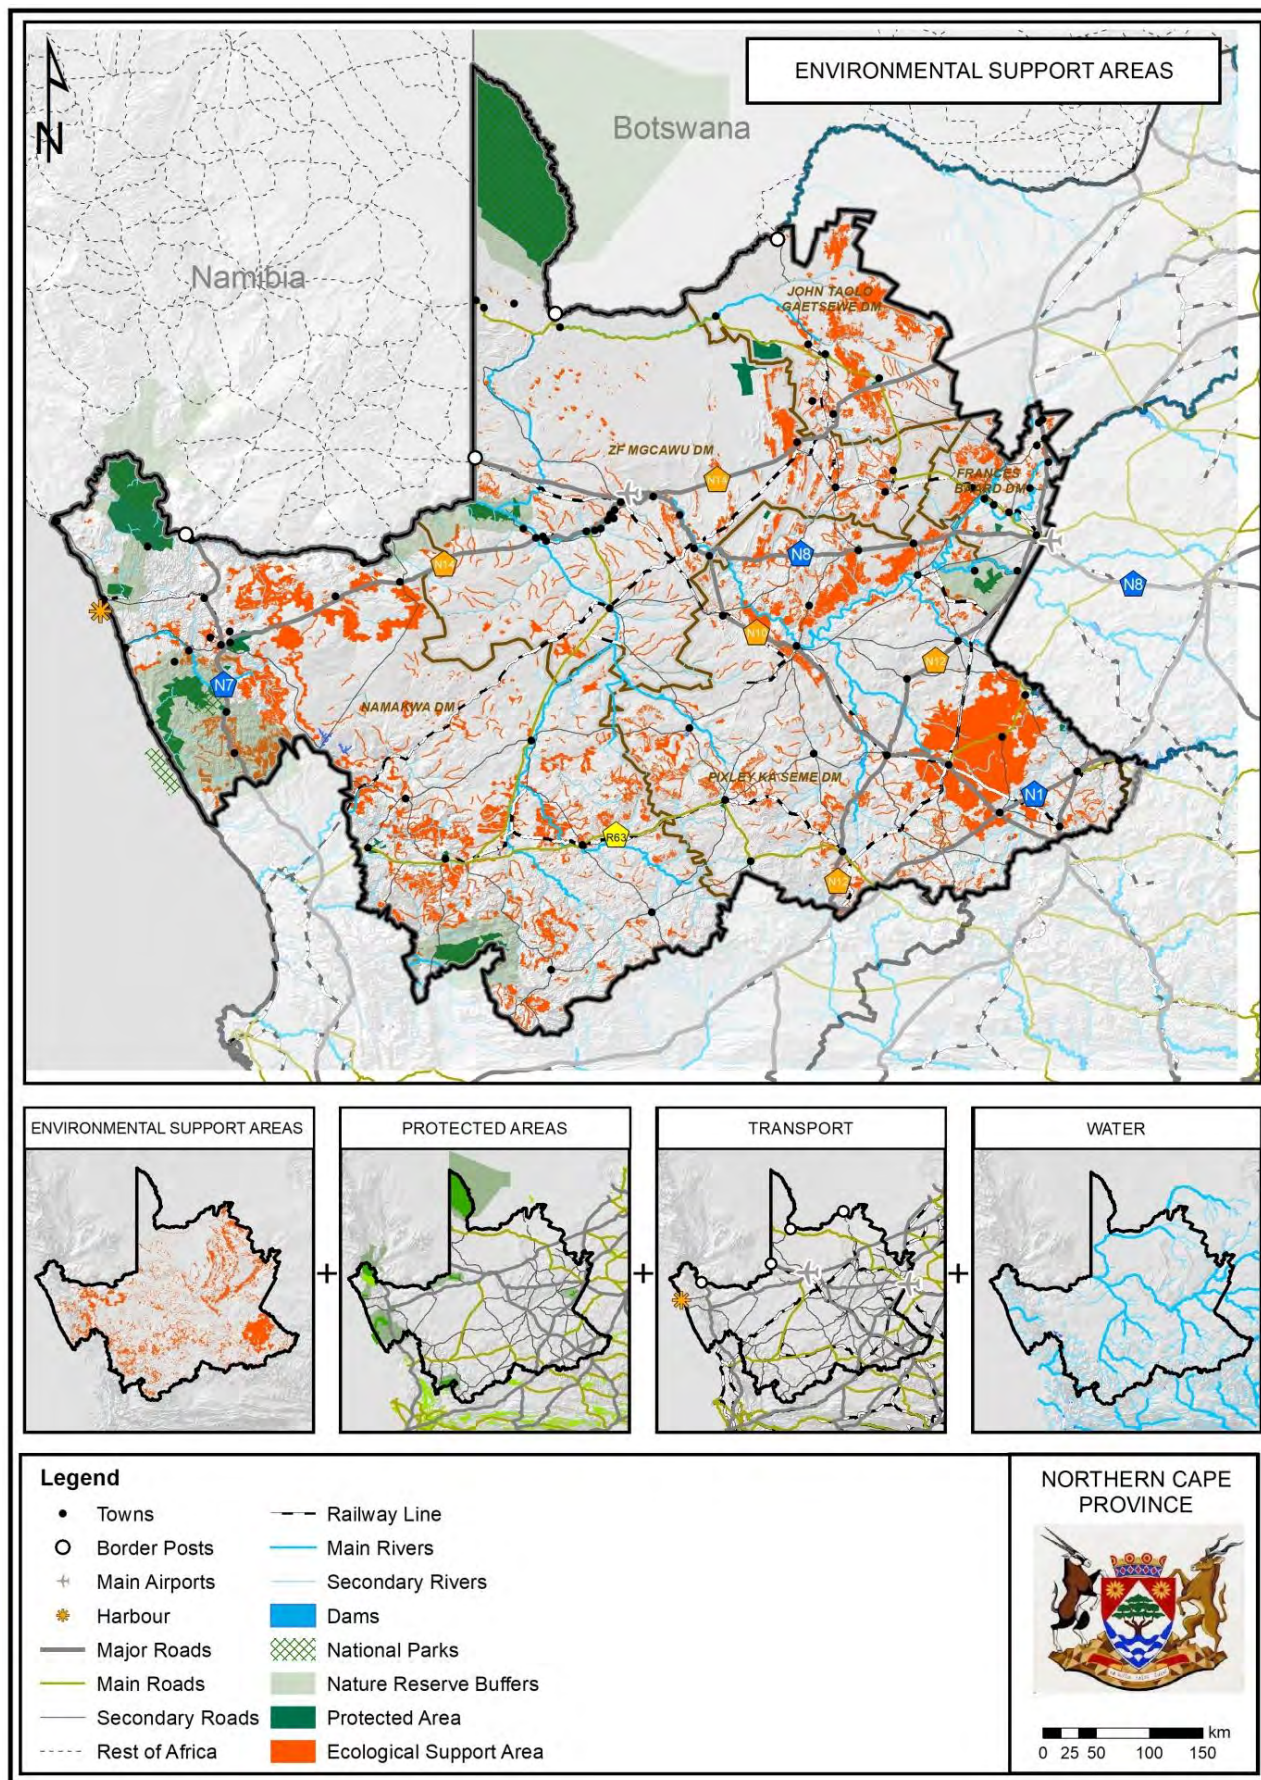 ENVIRONMENTAL SUPPORT AREAS
Botswana
N
Namibia
JOHN TAOLO
GAETSEWE DM
ZF MGCAWU DM
FRANCES
BAARD DM
N14
N14
N8
N8
N10
N12
N7
NAMAKWA DM
PIXLEY KA SEME DM
N1
R63
N12
ENVIRONMENTAL SUPPORT AREAS
PROTECTED AREAS
TRANSPORT
WATER
+
+
+
Legend
Towns
Border Posts
Main Airports
Harbour
Major Roads
Main Roads
Secondary Roads
Rest of Africa
Railway Line
Main Rivers
Secondary Rivers
Dams
National Parks
Nature Reserve Buffers
Protected Area
Ecological Support Area
NORTHERN CAPE
PROVINCE
km
0 25 50 100 150